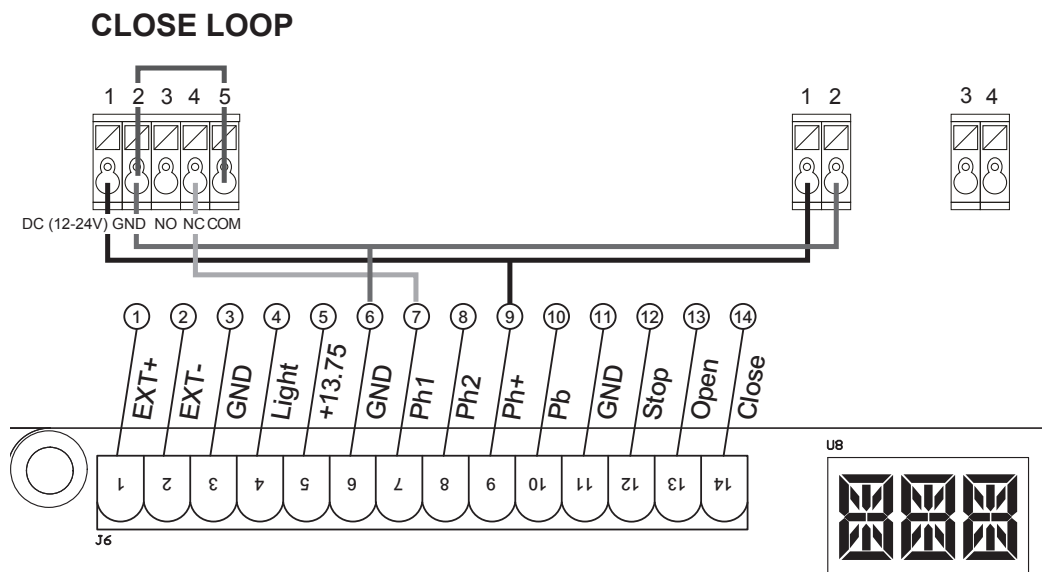 CLOSE LOOP
1 2 3 4 5
1 2
3 4
DC (12-24V) GND NO NC COM
1 2 3 4 5 6 7 8 9 10 11 12 13 14
EXT+
EXT-
GND
Light
+13.75
GND
Ph1
Ph2
Ph+
Pb
GND
Stop
Open
Close
U8
1 2 3 4 5 6 7 8 9 10 11 12 13 14
J6